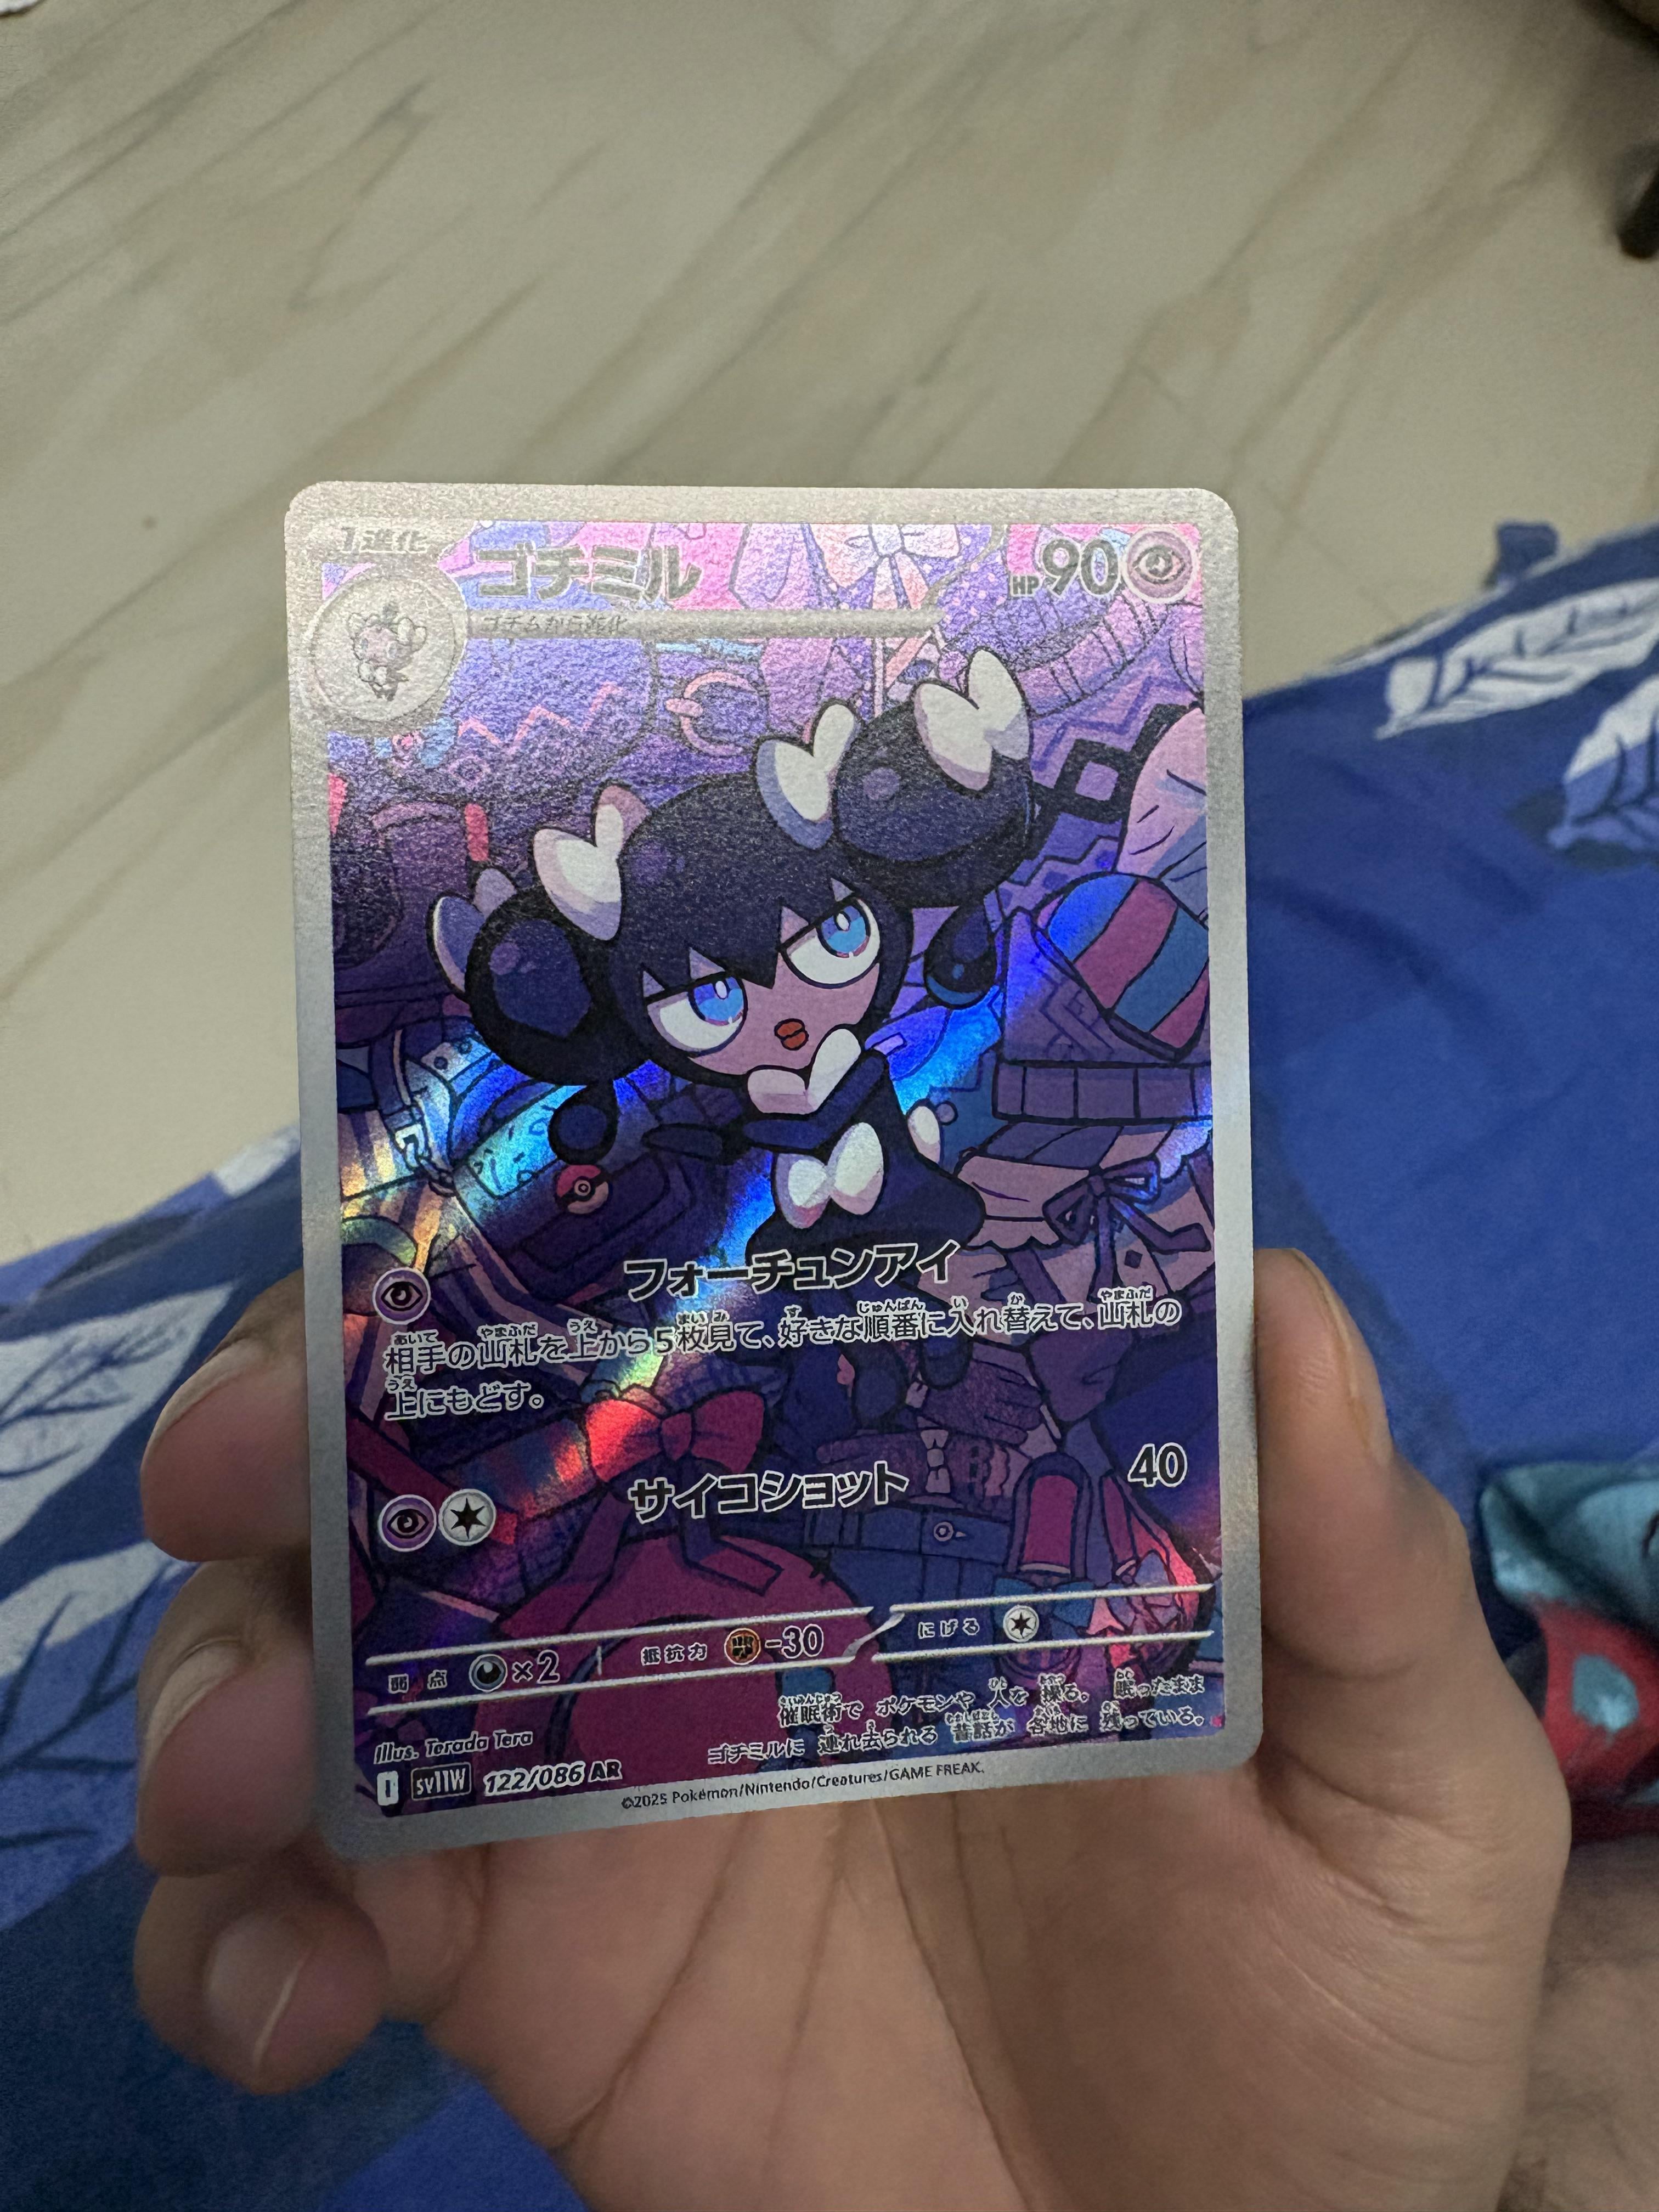 1進化
ゴチミル
HP 90
ゴチムから進化
フォーチュンアイ
相手の山札を上から5枚見て、好きな順番に入れ替えて、山札の
上にもどす。
サイコショット 40
弱点 ×2 抵抗力 -30 にげる
催眠術で ポケモンや 人を 操る。 眠ったまま
ゴチミルに 連れ去られる 昔話が 各地に 残っている。
Illus. Terada Tera
I sv11W 122/086 AR
©2025 Pokémon/Nintendo/Creatures/GAME FREAK.